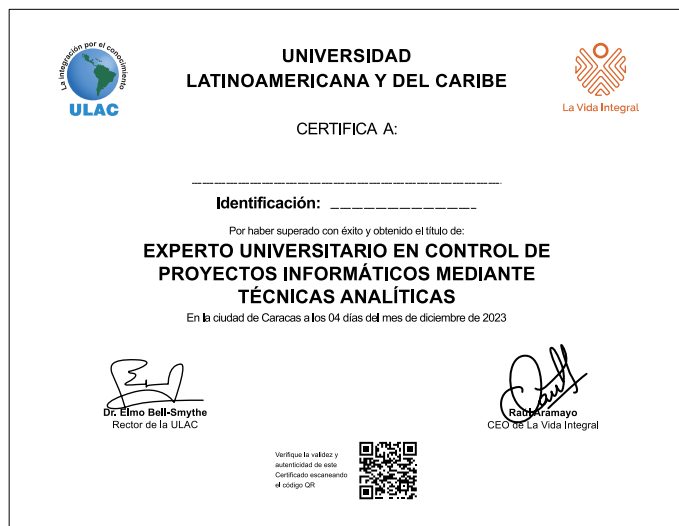 La integración por el conocimiento
ULAC
UNIVERSIDAD
LATINOAMERICANA Y DEL CARIBE
La Vida Integral
CERTIFICA A:
Identificación:
Por haber superado con éxito y obtenido el título de:
EXPERTO UNIVERSITARIO EN CONTROL DE
PROYECTOS INFORMÁTICOS MEDIANTE
TÉCNICAS ANALÍTICAS
En la ciudad de Caracas a los 04 días del mes de diciembre de 2023
Dr. Elmo Bell-Smythe
Rector de la ULAC
Raúl Aramayo
CEO de La Vida Integral
Verifique la validez y
autenticidad de este
Certificado escaneando
el código QR